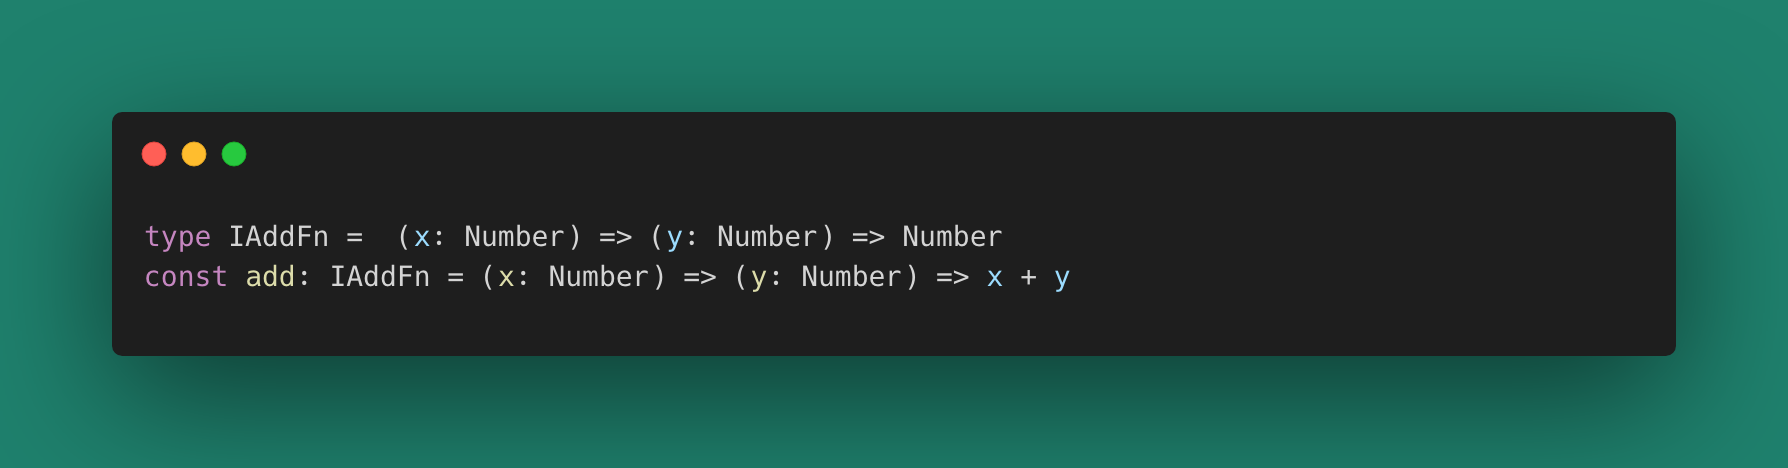 type IAddFn =  (x: Number) => (y: Number) => Number
const add: IAddFn = (x: Number) => (y: Number) => x + y